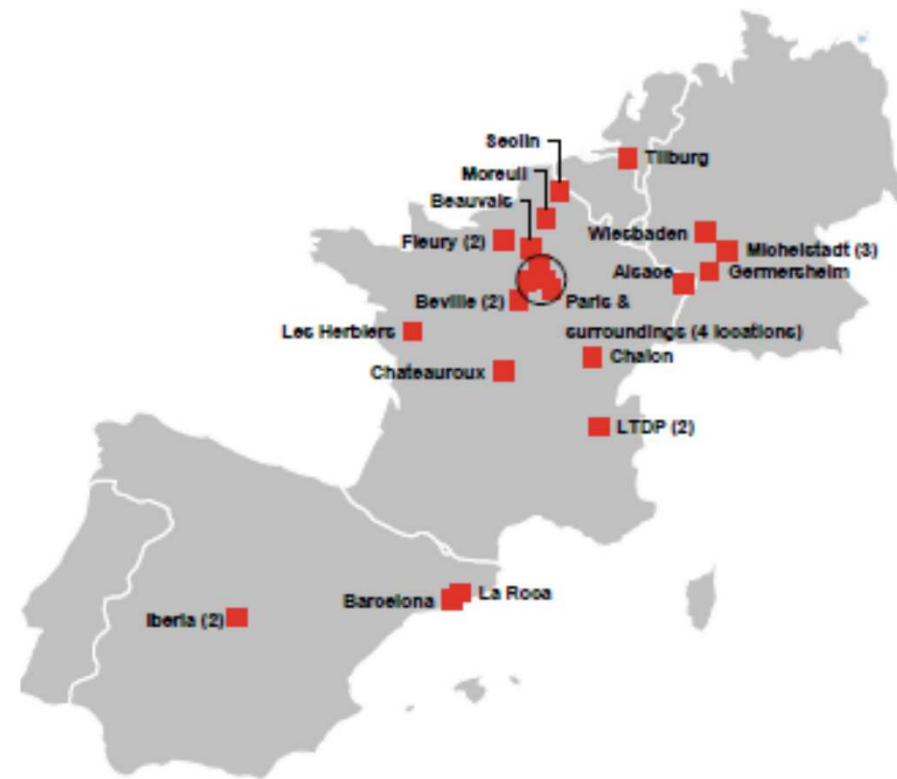 Seclin
Moreuil
Tilburg
Beauvais
Fleury (2)
Wiesbaden
Michelstadt (3)
Alsace
Germersheim
Beville (2)
Paris &
surroundings (4 locations)
Les Herbiers
Chalon
Chateauroux
LTDP (2)
La Roca
Barcelona
Iberia (2)